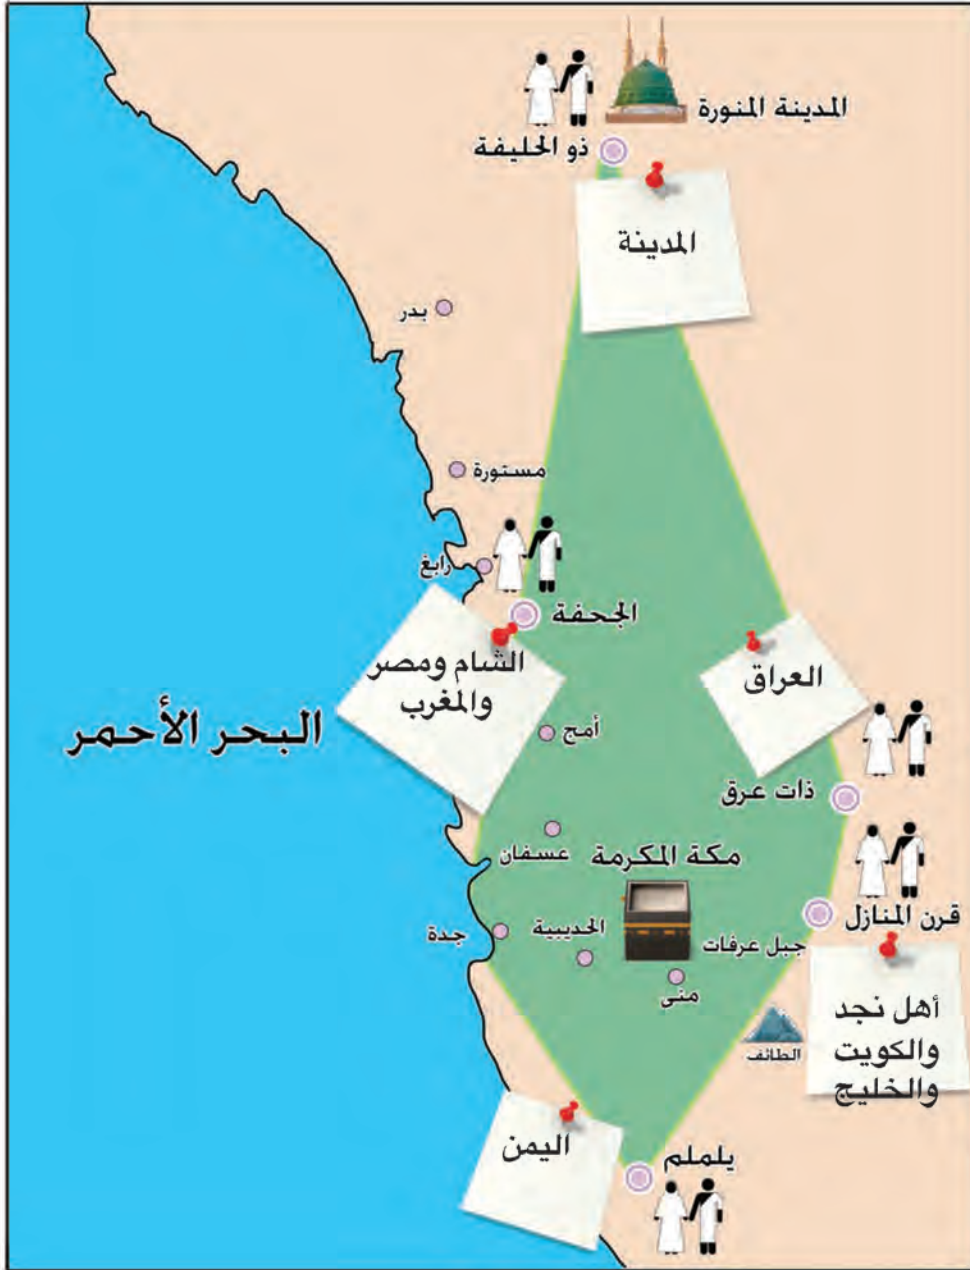 المدينة المنورة
ذو الحليفة
المدينة
بدر
مستورة
رابغ
الجحفة
الشام ومصر
والمغرب
العراق
البحر الأحمر
أمج
ذات عرق
عسفان
مكة المكرمة
قرن المنازل
جدة
الحديبية
جبل عرفات
منى
أهل نجد
والكويت
والخليج
الطائف
اليمن
يلملم